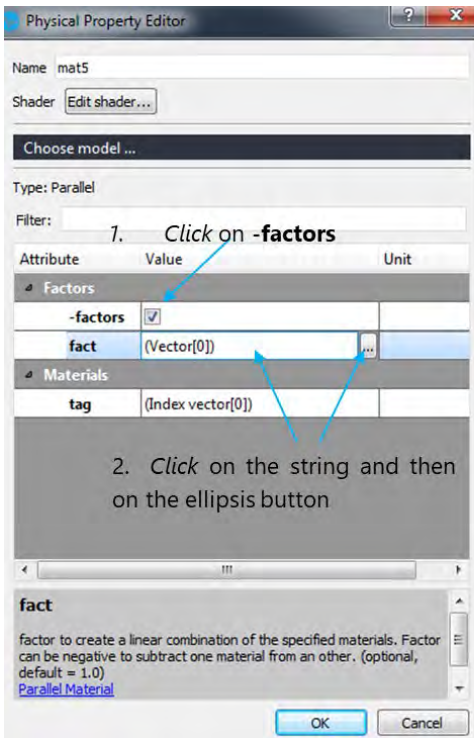 Physical Property Editor
?
X
Name mat5
Shader Edit shader...
Choose model ...
Type: Parallel
Filter:
1. Click on -factors
Attribute Value Unit
Factors
-factors
fact (Vector[0]) ...
Materials
tag (Index vector[0])
2. Click on the string and then
on the ellipsis button
fact
factor to create a linear combination of the specified materials. Factor
can be negative to subtract one material from an other. (optional,
default = 1.0)
Parallel Material
OK Cancel